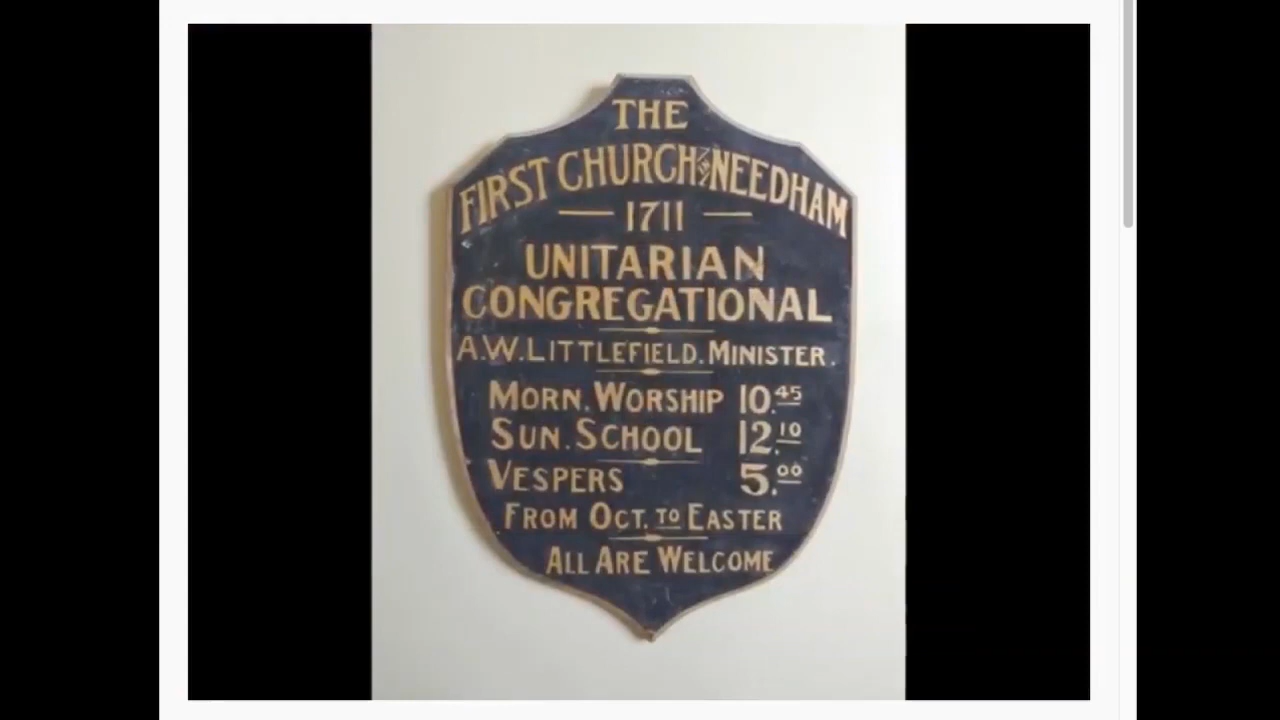 THE
FIRST CHURCH IN NEEDHAM
— 1711 —
UNITARIAN
CONGREGATIONAL
A.W. LITTLEFIELD. MINISTER.
MORN. WORSHIP 10.45
SUN. SCHOOL 12.10
VESPERS 5.00
FROM OCT. TO EASTER
ALL ARE WELCOME